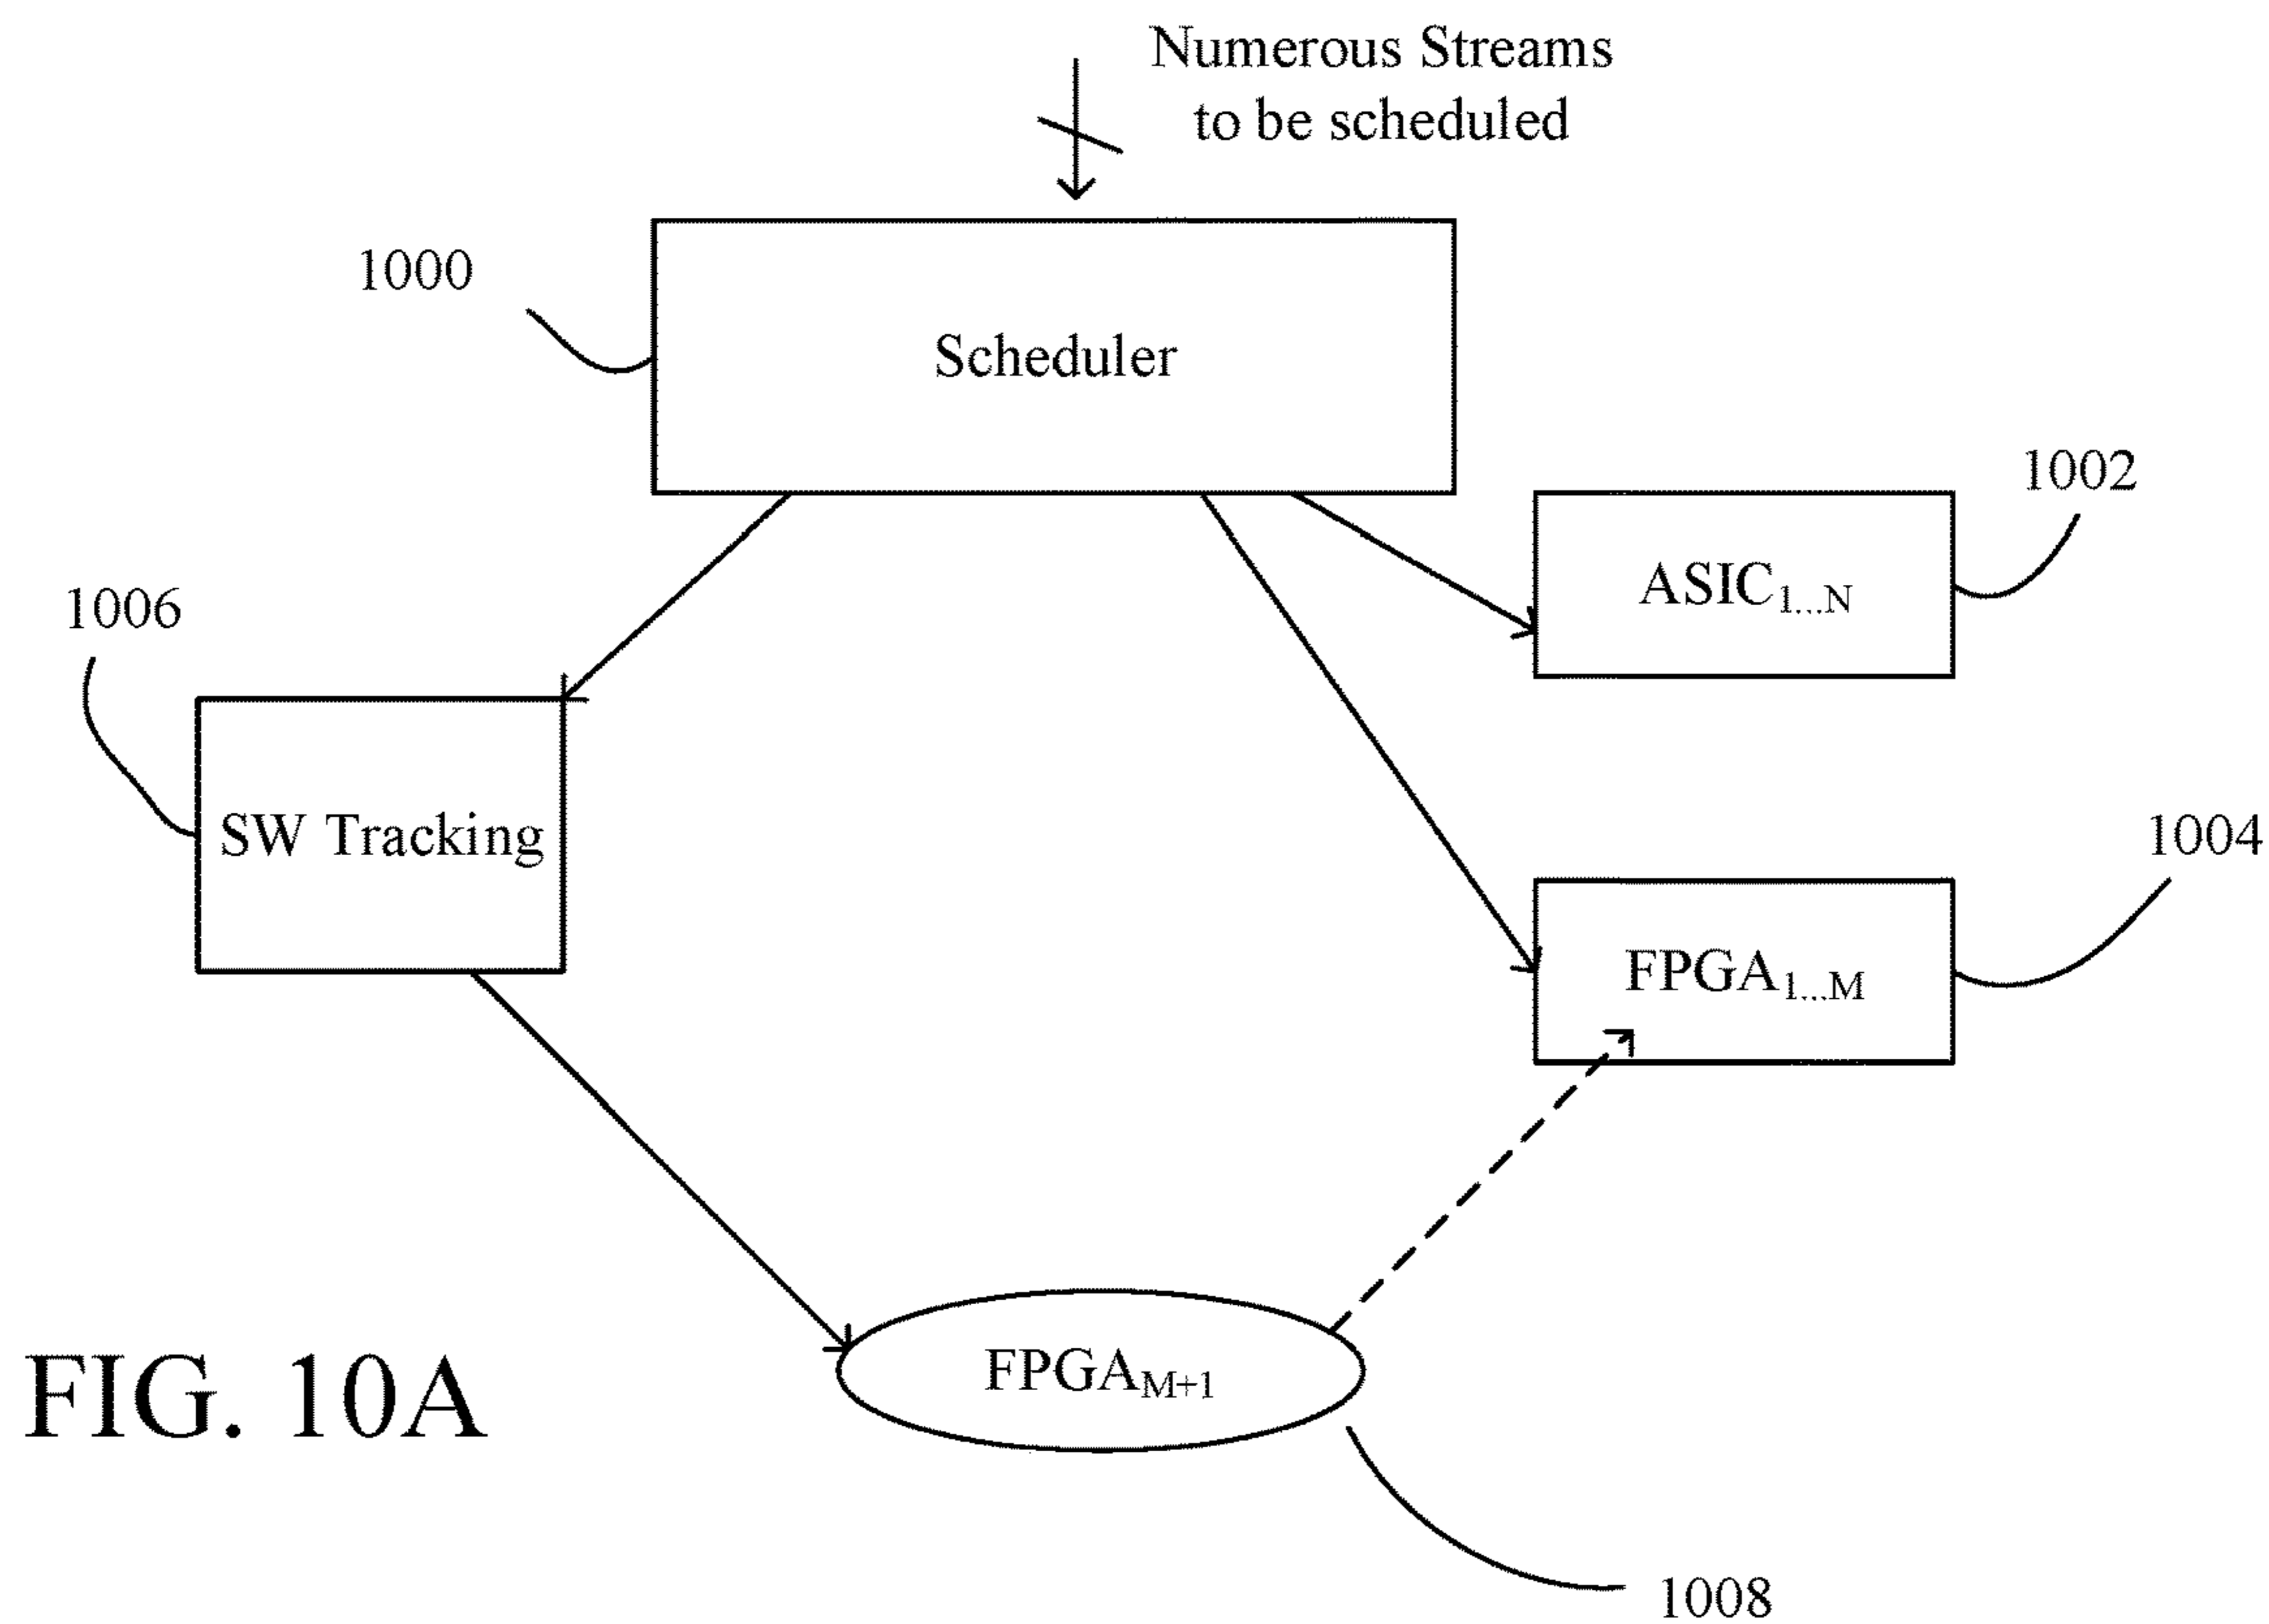 Numerous Streams
to be scheduled
1000
Scheduler
1002
ASIC1...N
1006
SW Tracking
1004
FPGA1...M
FPGAM+1
FIG. 10A
1008